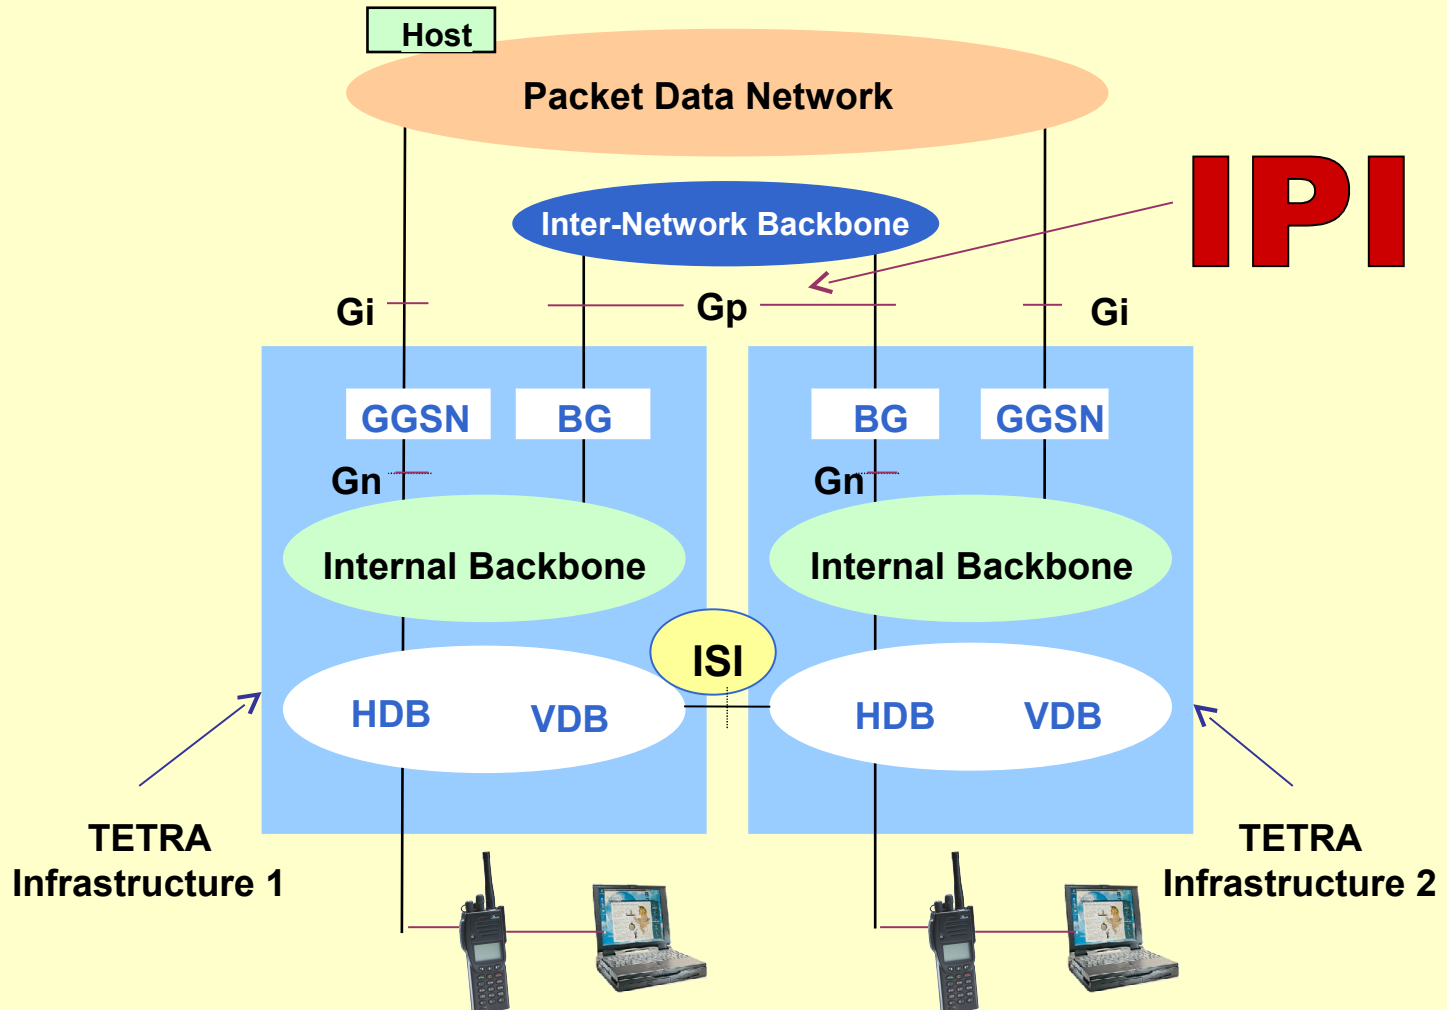 Host
Packet Data Network
IPI
Inter-Network Backbone
Gi
Gp
Gi
GGSN
BG
BG
GGSN
Gn
Gn
Internal Backbone
Internal Backbone
ISI
HDB
VDB
HDB
VDB
TETRA
Infrastructure 1
TETRA
Infrastructure 2